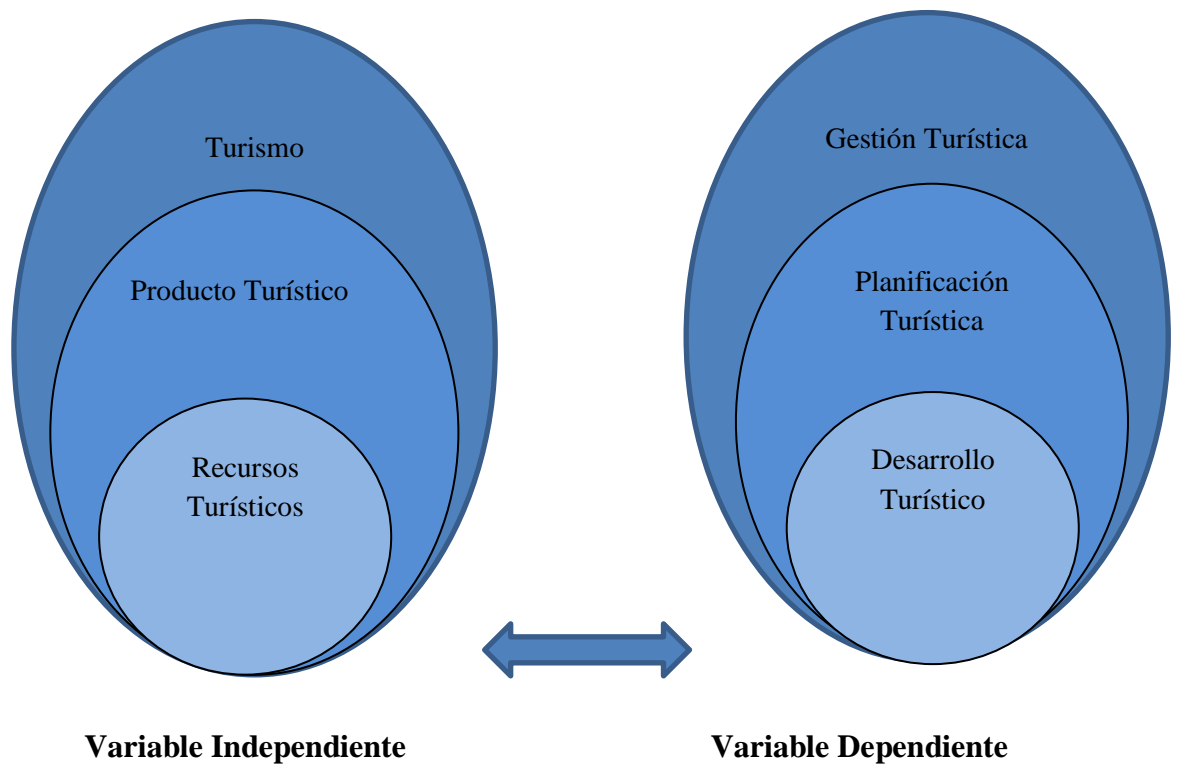 Turismo
Producto Turístico
Recursos
Turísticos
Gestión Turística
Planificación
Turística
Desarrollo
Turístico
Variable Independiente
Variable Dependiente